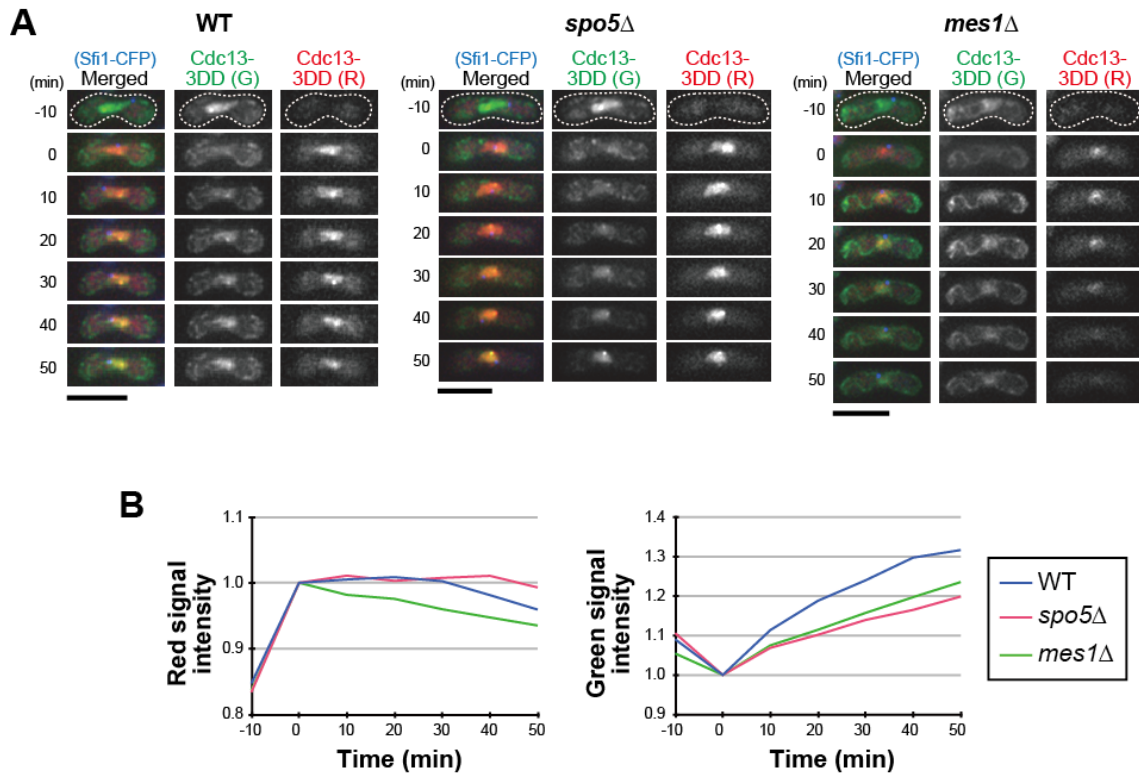 A
WT
spo5Δ
mes1Δ
(Sfi1-CFP) Cdc13- Cdc13-
(min) Merged 3DD (G) 3DD (R)
(Sfi1-CFP) Cdc13- Cdc13-
(min) Merged 3DD (G) 3DD (R)
(Sfi1-CFP) Cdc13- Cdc13-
(min) Merged 3DD (G) 3DD (R)
-10
0
10
20
30
40
50
-10
0
10
20
30
40
50
-10
0
10
20
30
40
50
B
Red signal
intensity
1.1
1.0
0.9
0.8
-10 0 10 20 30 40 50
Time (min)
Green signal
intensity
1.4
1.3
1.2
1.1
1.0
0.9
-10 0 10 20 30 40 50
Time (min)
WT
spo5Δ
mes1Δ